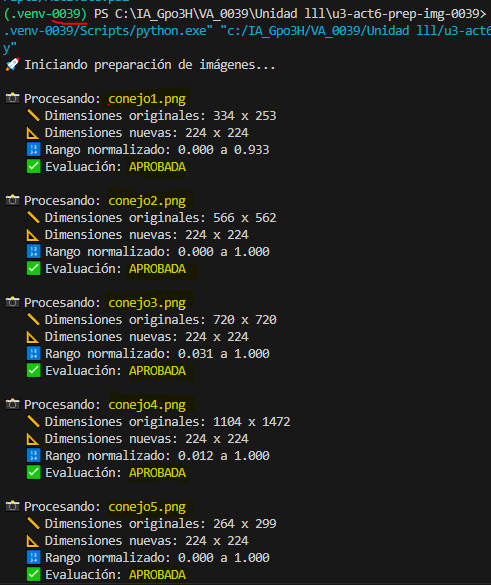 (.venv-0039) PS C:\IA_Gpo3H\VA_0039\Unidad lll\u3-act6-prep-img-0039>
.venv-0039/Scripts/python.exe" "c:/IA_Gpo3H/VA_0039/Unidad lll/u3-act6
y"
🚀 Iniciando preparación de imágenes...
📷 Procesando: conejo1.png
📏 Dimensiones originales: 334 x 253
📐 Dimensiones nuevas: 224 x 224
🔢 Rango normalizado: 0.000 a 0.933
✅ Evaluación: APROBADA
📷 Procesando: conejo2.png
📏 Dimensiones originales: 566 x 562
📐 Dimensiones nuevas: 224 x 224
🔢 Rango normalizado: 0.000 a 1.000
✅ Evaluación: APROBADA
📷 Procesando: conejo3.png
📏 Dimensiones originales: 720 x 720
📐 Dimensiones nuevas: 224 x 224
🔢 Rango normalizado: 0.031 a 1.000
✅ Evaluación: APROBADA
📷 Procesando: conejo4.png
📏 Dimensiones originales: 1104 x 1472
📐 Dimensiones nuevas: 224 x 224
🔢 Rango normalizado: 0.012 a 1.000
✅ Evaluación: APROBADA
📷 Procesando: conejo5.png
📏 Dimensiones originales: 264 x 299
📐 Dimensiones nuevas: 224 x 224
🔢 Rango normalizado: 0.000 a 1.000
✅ Evaluación: APROBADA